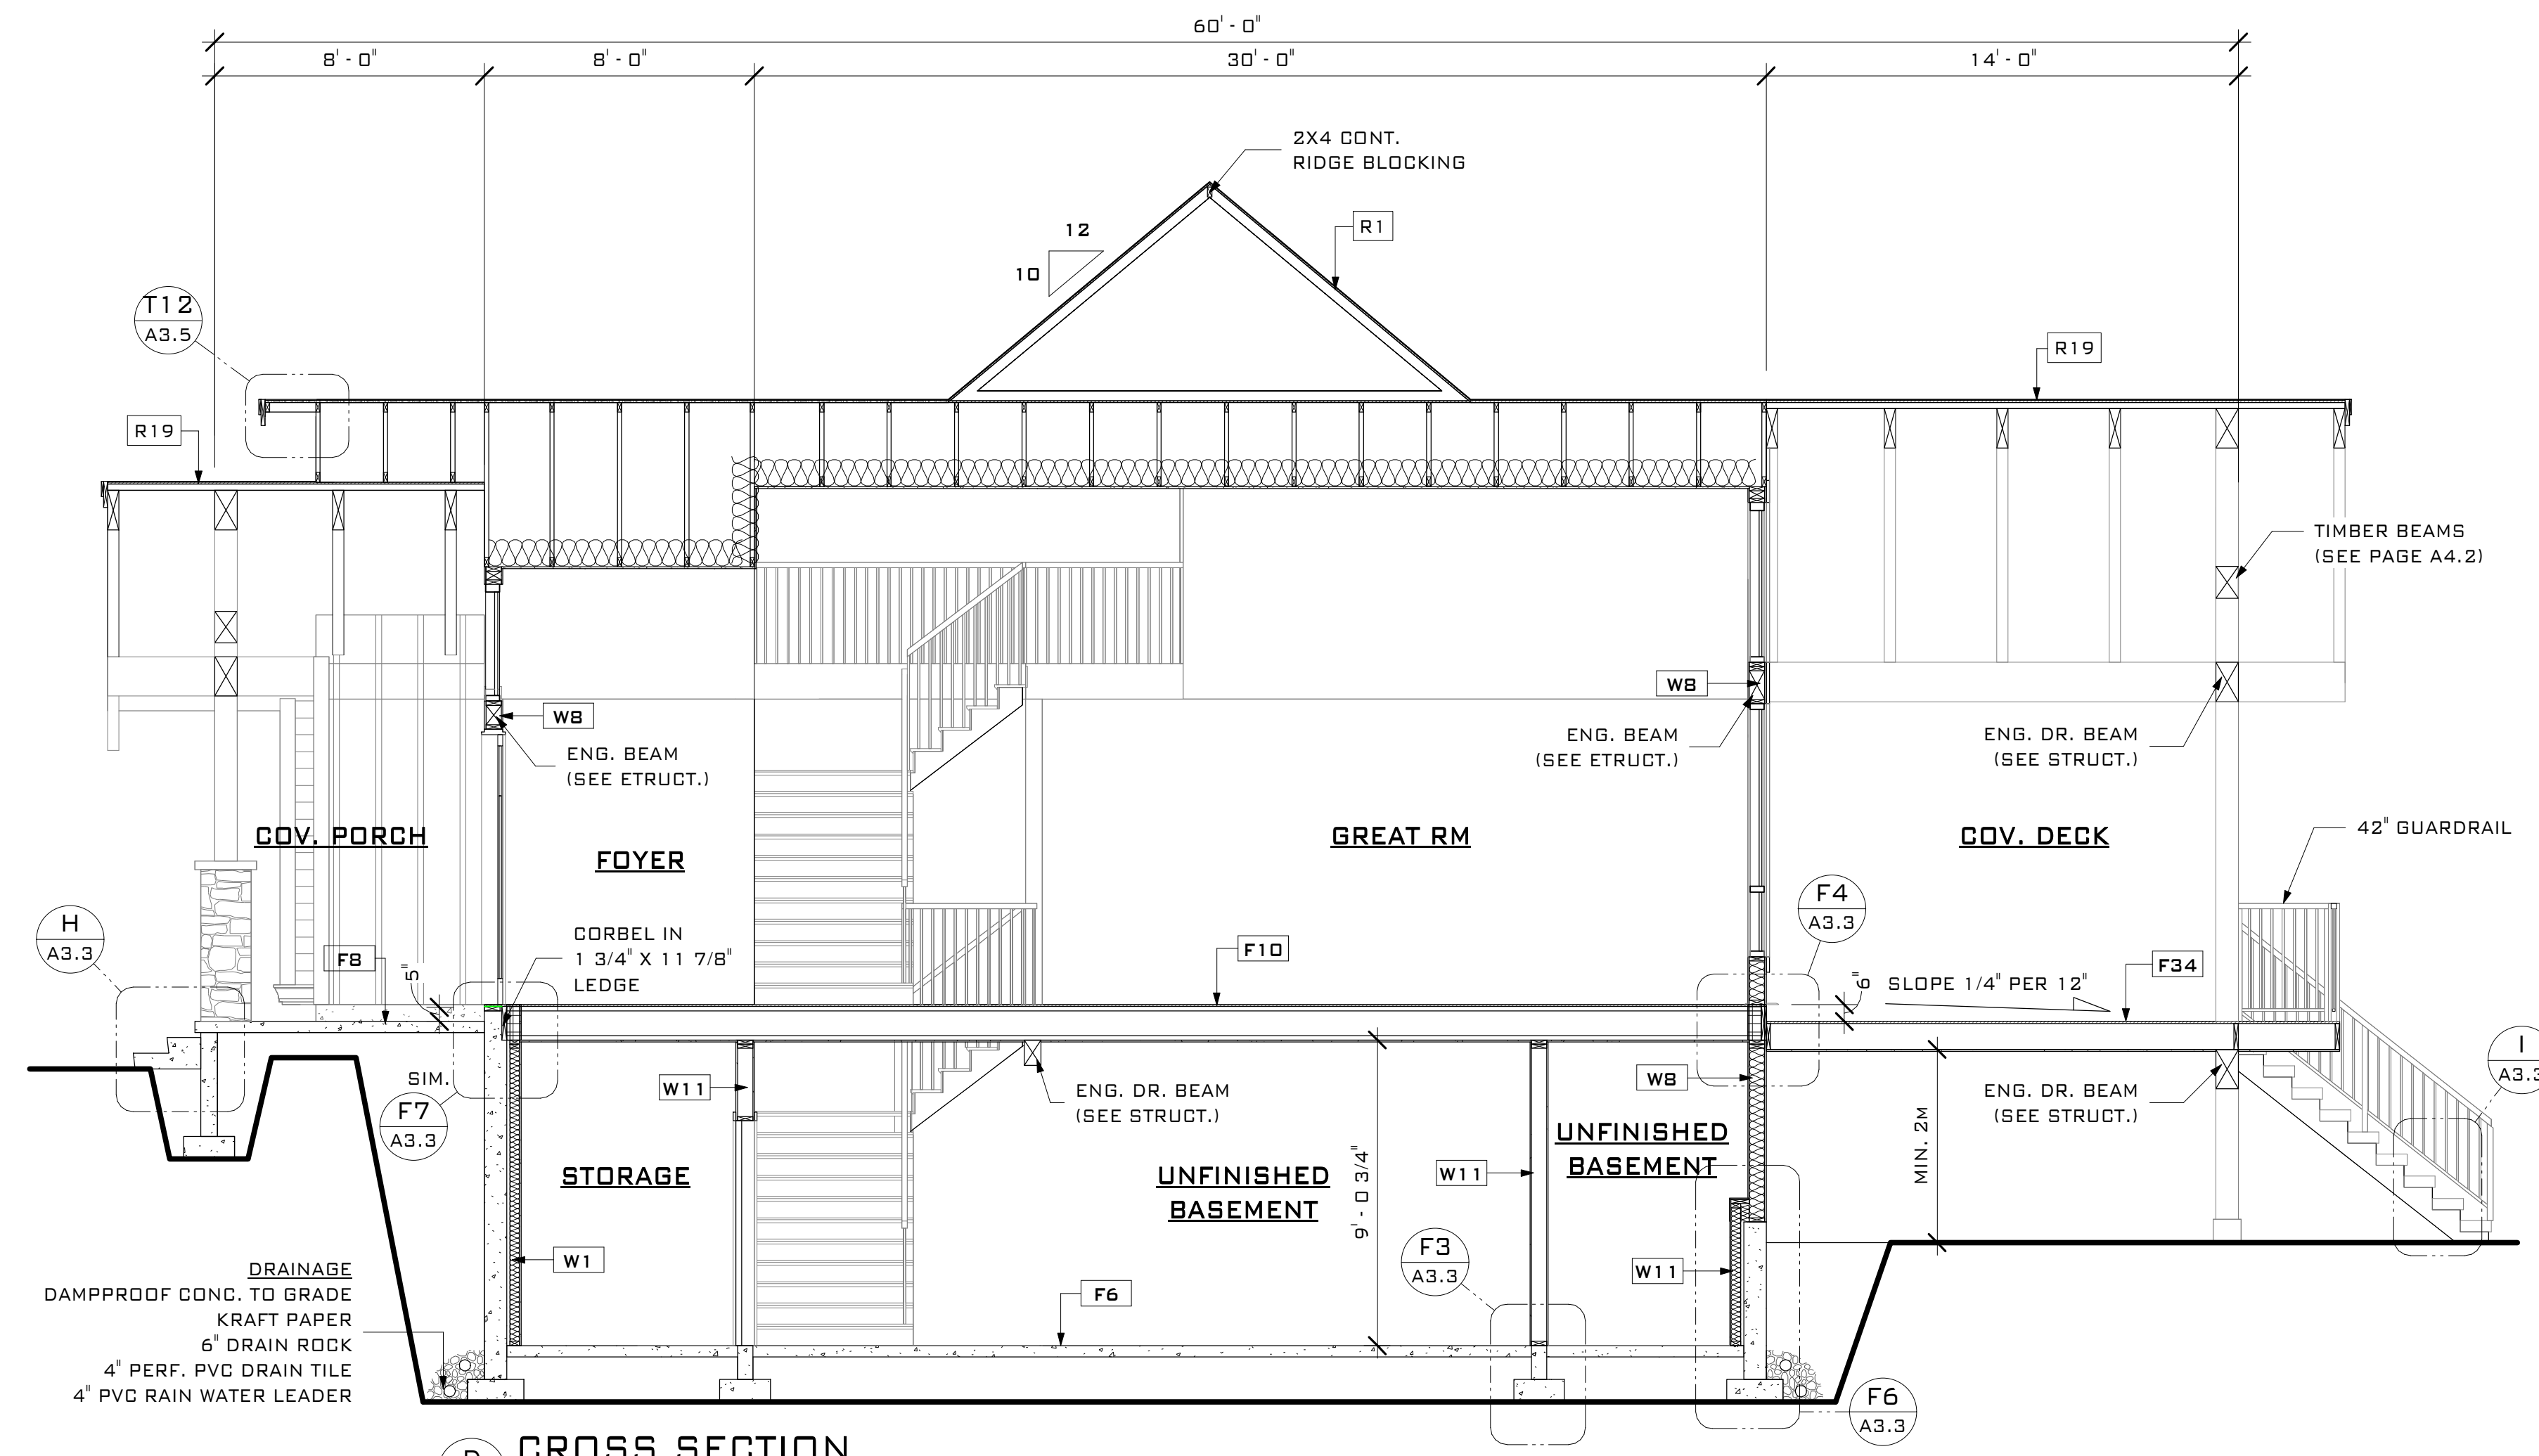 60'-0"
8'-0"
8'-0"
30'-0"
14'-0"
2X4 CONT.
RIDGE BLOCKING
R1
12
10
T12
A3.5
R19
R19
TIMBER BEAMS
(SEE PAGE A4.2)
W8
W8
ENG. BEAM
(SEE ETRUCT.)
ENG. BEAM
(SEE ETRUCT.)
ENG. DR. BEAM
(SEE STRUCT.)
COV. PORCH
FOYER
GREAT RM
COV. DECK
42" GUARDRAIL
H
A3.3
F8
5"
CORBEL IN
1 3/4" X 11 7/8"
LEDGE
F10
F4
A3.3
6"
SLOPE 1/4" PER 12"
F34
SIM.
F7
A3.3
W11
ENG. DR. BEAM
(SEE STRUCT.)
W8
ENG. DR. BEAM
(SEE STRUCT.)
I
A3.3
MIN. 2M
STORAGE
UNFINISHED
BASEMENT
9'-0 3/4"
W11
UNFINISHED
BASEMENT
W1
F6
F3
A3.3
W11
DRAINAGE
DAMPPROOF CONC. TO GRADE
KRAFT PAPER
6" DRAIN ROCK
4" PERF. PVC DRAIN TILE
4" PVC RAIN WATER LEADER
F6
A3.3
CROSS SECTION